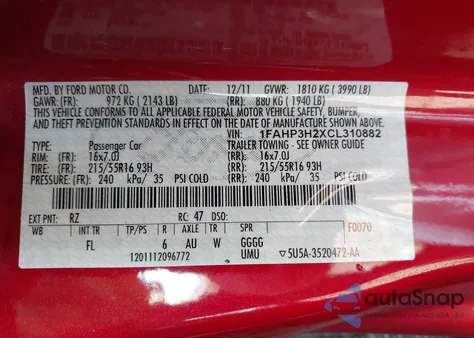 MFD. BY FORD MOTOR CO. DATE: 12/11 GVWR: 1810 KG ( 3990 LB)
GAWR: (FR): 972 KG ( 2143 LB) (RR): 880 KG ( 1940 LB)
THIS VEHICLE CONFORMS TO ALL APPLICABLE FEDERAL MOTOR VEHICLE SAFETY, BUMPER,
AND THEFT PREVENTION STANDARDS IN EFFECT ON THE DATE OF MANUFACTURE SHOWN ABOVE.
VIN: 1FAHP3H2XCL310882
TYPE: Passenger Car TRAILER TOWING - SEE OWNER GUIDE
RIM: (FR) 16x7.0J (RR): 16x7.0J
TIRE: (FR) 215/55R16 93H (RR): 215/55R16 93H
PRESSURE: (FR) 240 kPa/ 35 PSI COLD (RR): 240 kPa/ 35 PSI COLD
EXT PNT: RZ RC: 47 DSO: F0070
WB INT TR TP/PS R AXLE TR SPR
FL 6 AU W GGGG
1201112096772 UMU 5U5A-3520472-AA
autoSnap